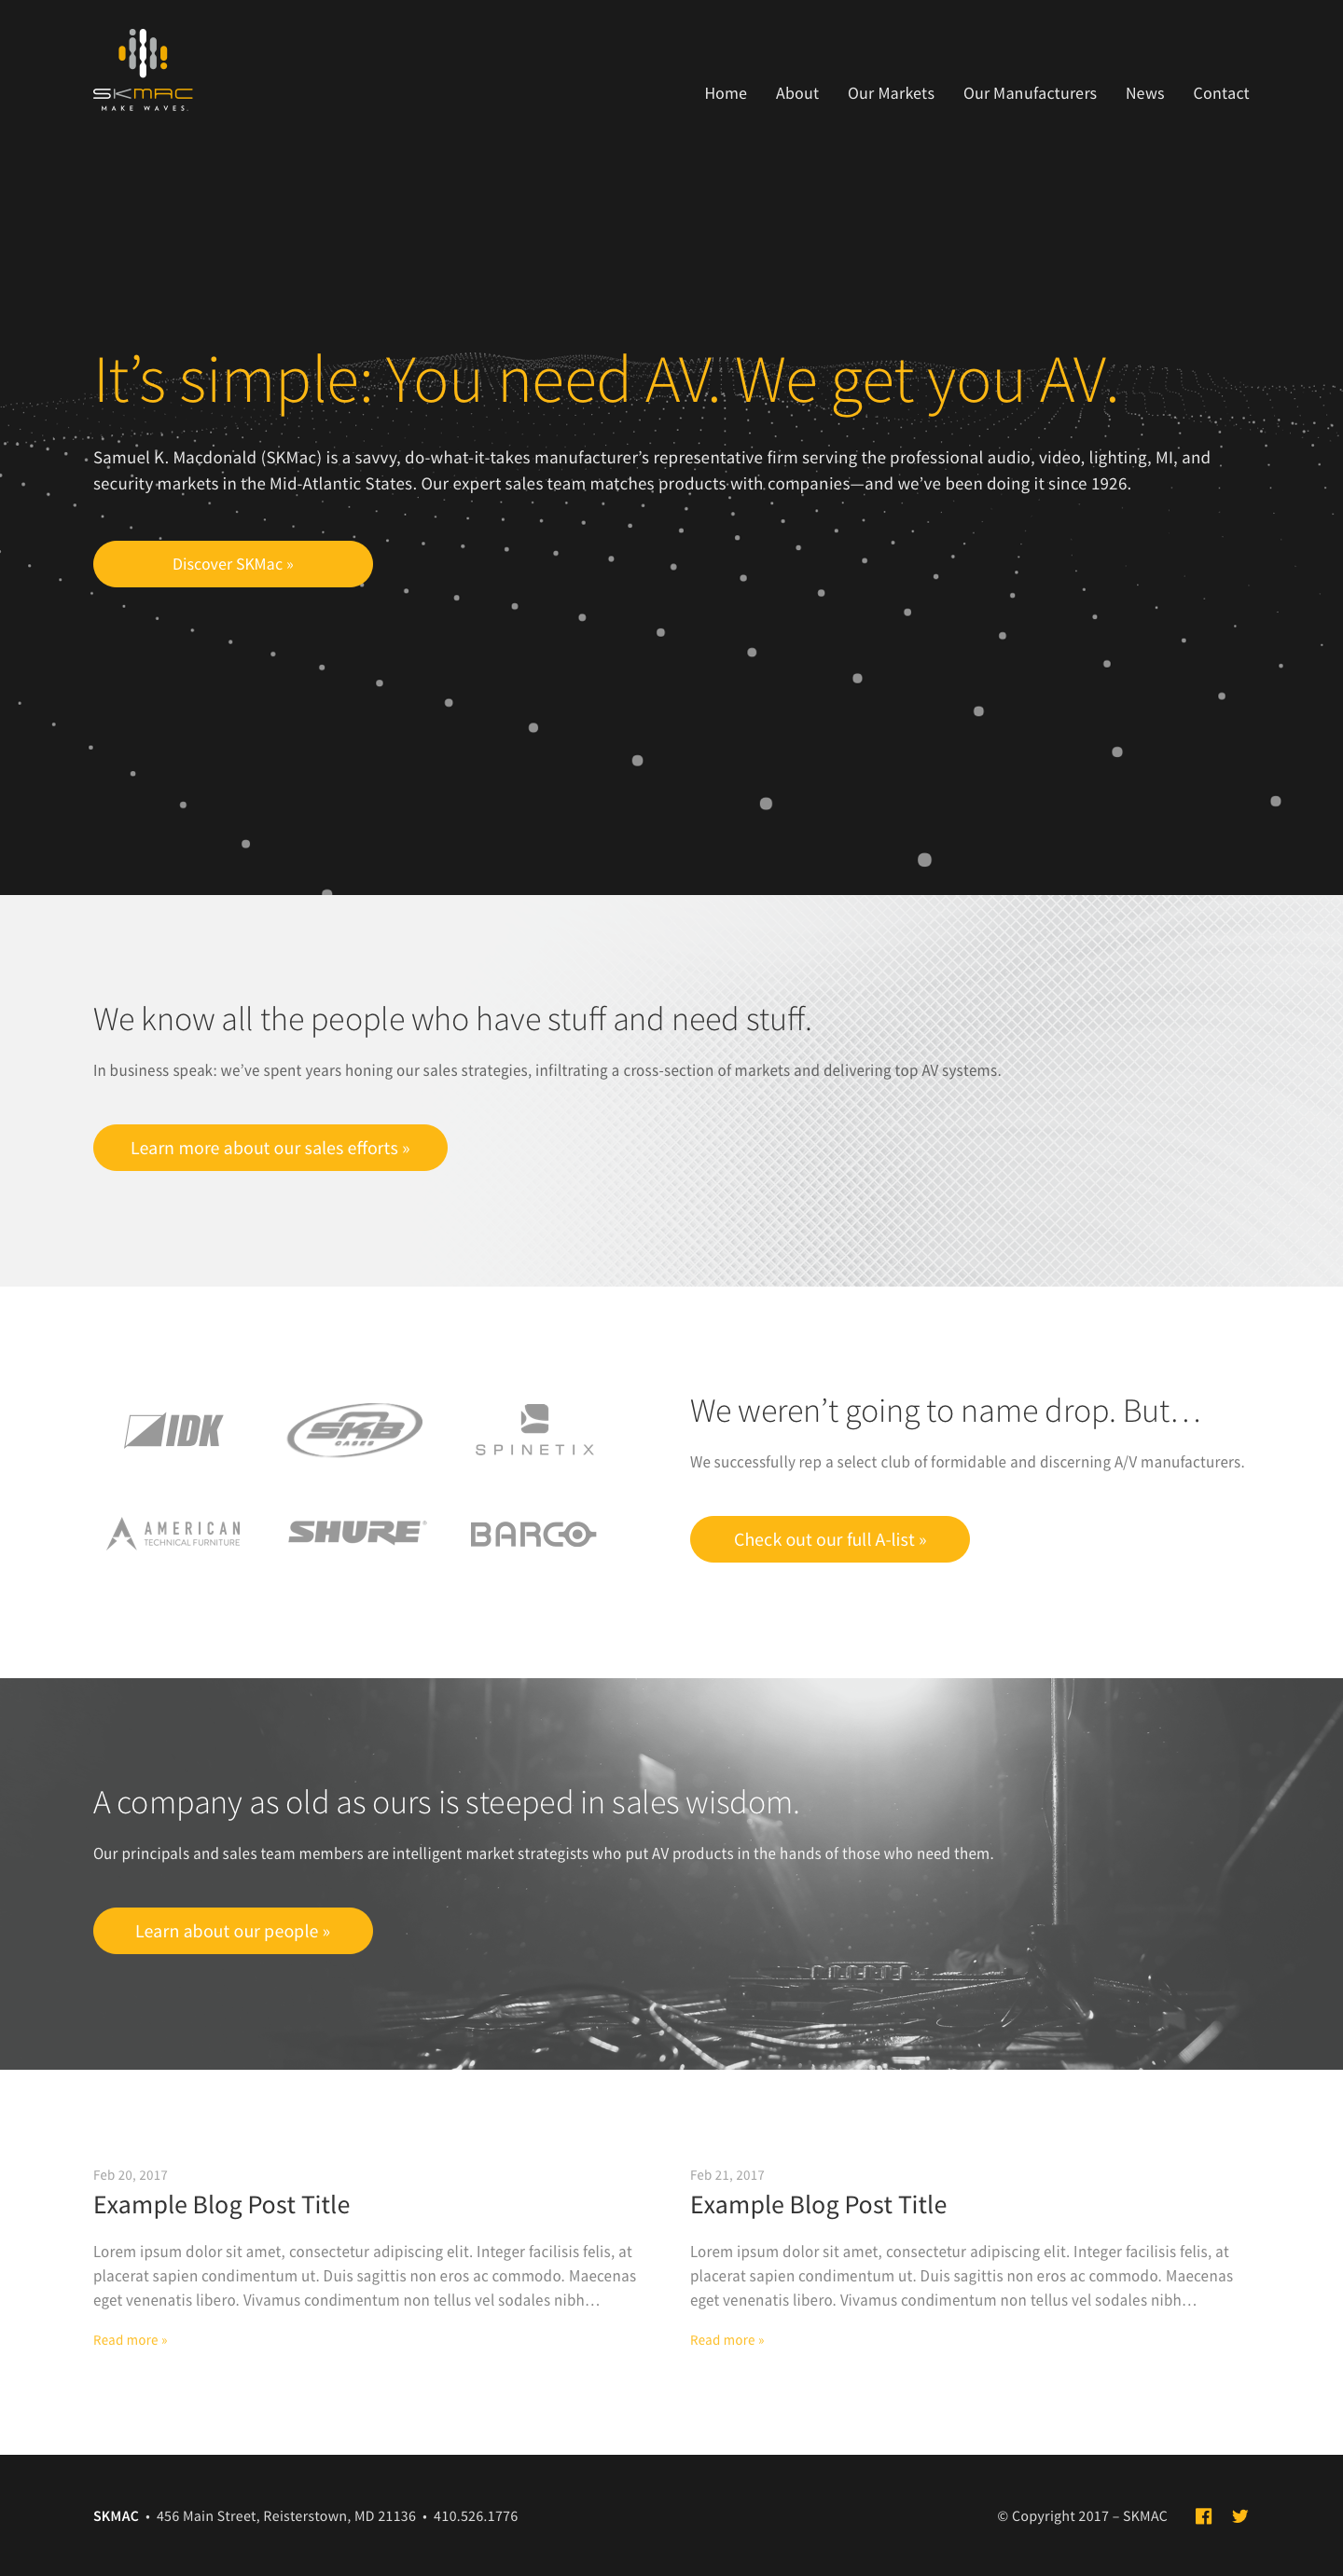 SKMAC
MAKE WAVES.
Home About Our Markets Our Manufacturers News Contact
It’s simple: You need AV. We get you AV.
Samuel K. Macdonald (SKMac) is a savvy, do-what-it-takes manufacturer’s representative firm serving the professional audio, video, lighting, MI, and
security markets in the Mid-Atlantic States. Our expert sales team matches products with companies—and we’ve been doing it since 1926.
Discover SKMac »
We know all the people who have stuff and need stuff.
In business speak: we’ve spent years honing our sales strategies, infiltrating a cross-section of markets and delivering top AV systems.
Learn more about our sales efforts »
IDK
SKB
CASES
SPINETIX
AMERICAN
TECHNICAL FURNITURE
SHURE®
BARCO
We weren’t going to name drop. But…
We successfully rep a select club of formidable and discerning A/V manufacturers.
Check out our full A-list »
A company as old as ours is steeped in sales wisdom.
Our principals and sales team members are intelligent market strategists who put AV products in the hands of those who need them.
Learn about our people »
Feb 20, 2017
Example Blog Post Title
Lorem ipsum dolor sit amet, consectetur adipiscing elit. Integer facilisis felis, at
placerat sapien condimentum ut. Duis sagittis non eros ac commodo. Maecenas
eget venenatis libero. Vivamus condimentum non tellus vel sodales nibh…
Read more »
Feb 21, 2017
Example Blog Post Title
Lorem ipsum dolor sit amet, consectetur adipiscing elit. Integer facilisis felis, at
placerat sapien condimentum ut. Duis sagittis non eros ac commodo. Maecenas
eget venenatis libero. Vivamus condimentum non tellus vel sodales nibh…
Read more »
SKMAC • 456 Main Street, Reisterstown, MD 21136 • 410.526.1776
© Copyright 2017 – SKMAC